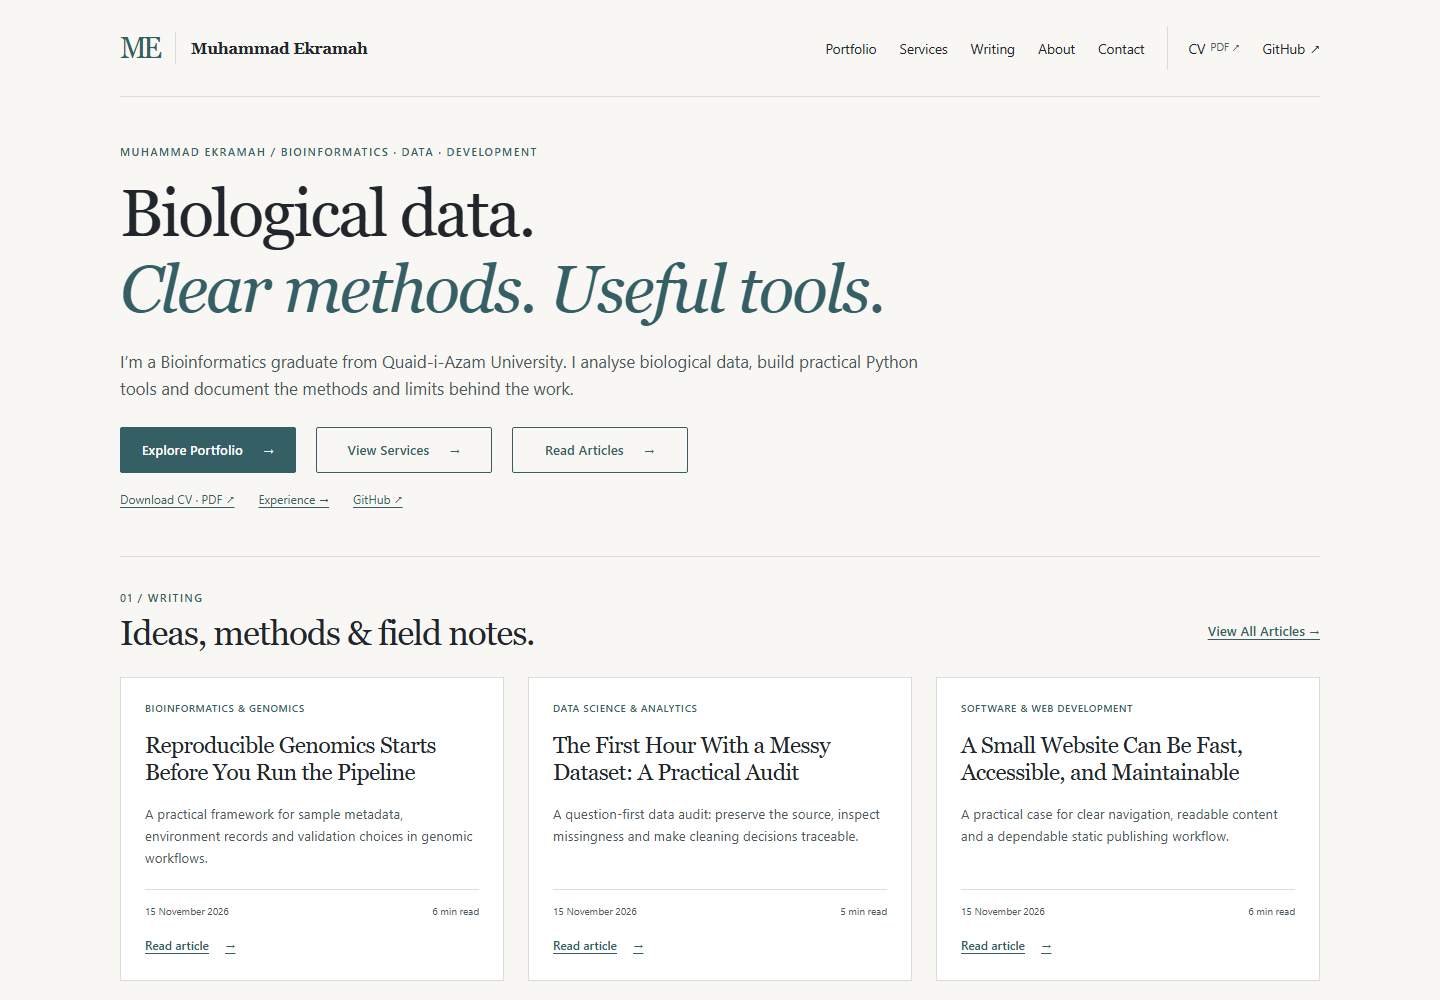 ME
Muhammad Ekramah
Portfolio Services Writing About Contact CV PDF ↗ GitHub ↗
MUHAMMAD EKRAMAH / BIOINFORMATICS · DATA · DEVELOPMENT
Biological data.
Clear methods. Useful tools.
I’m a Bioinformatics graduate from Quaid-i-Azam University. I analyse biological data, build practical Python
tools and document the methods and limits behind the work.
Explore Portfolio → View Services → Read Articles →
Download CV · PDF ↗ Experience → GitHub ↗
01 / WRITING
Ideas, methods & field notes.
View All Articles →
BIOINFORMATICS & GENOMICS
Reproducible Genomics Starts
Before You Run the Pipeline
A practical framework for sample metadata,
environment records and validation choices in genomic
workflows.
15 November 2026 6 min read
Read article →
DATA SCIENCE & ANALYTICS
The First Hour With a Messy
Dataset: A Practical Audit
A question-first data audit: preserve the source, inspect
missingness and make cleaning decisions traceable.
15 November 2026 5 min read
Read article →
SOFTWARE & WEB DEVELOPMENT
A Small Website Can Be Fast,
Accessible, and Maintainable
A practical case for clear navigation, readable content
and a dependable static publishing workflow.
15 November 2026 6 min read
Read article →